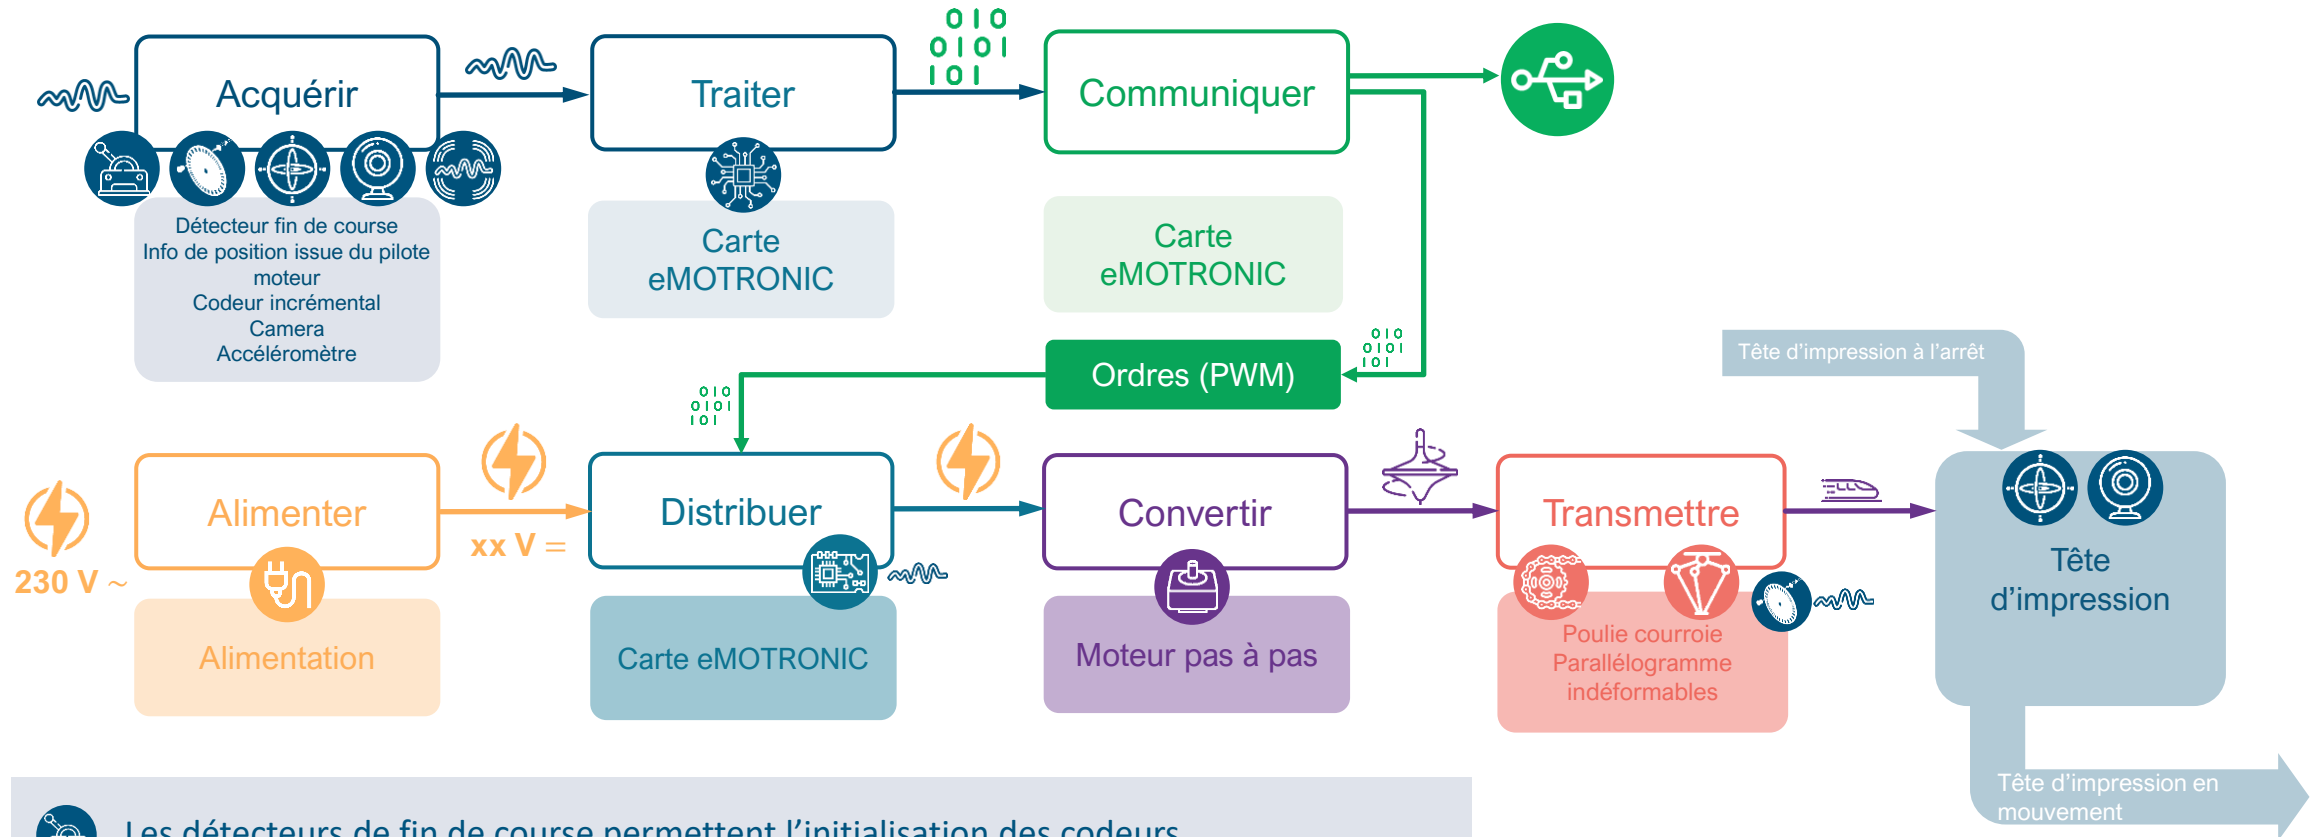 010
0101
101
Acquérir
Traiter
Communiquer
Détecteur fin de course
Info de position issue du pilote
moteur
Codeur incrémental
Camera
Accéléromètre
Carte
eMOTRONIC
Carte
eMOTRONIC
Ordres (PWM)
010
0101
101
010
0101
101
Tête d'impression à l'arrêt
230 V ~
Alimenter
xx V =
Distribuer
Convertir
Transmettre
Alimentation
Carte eMOTRONIC
Moteur pas à pas
Poulie courroie
Parallélogramme
indéformables
Tête
d'impression
Tête d'impression en
mouvement
Les détecteurs de fin de course permettent l'initialisation des codeurs